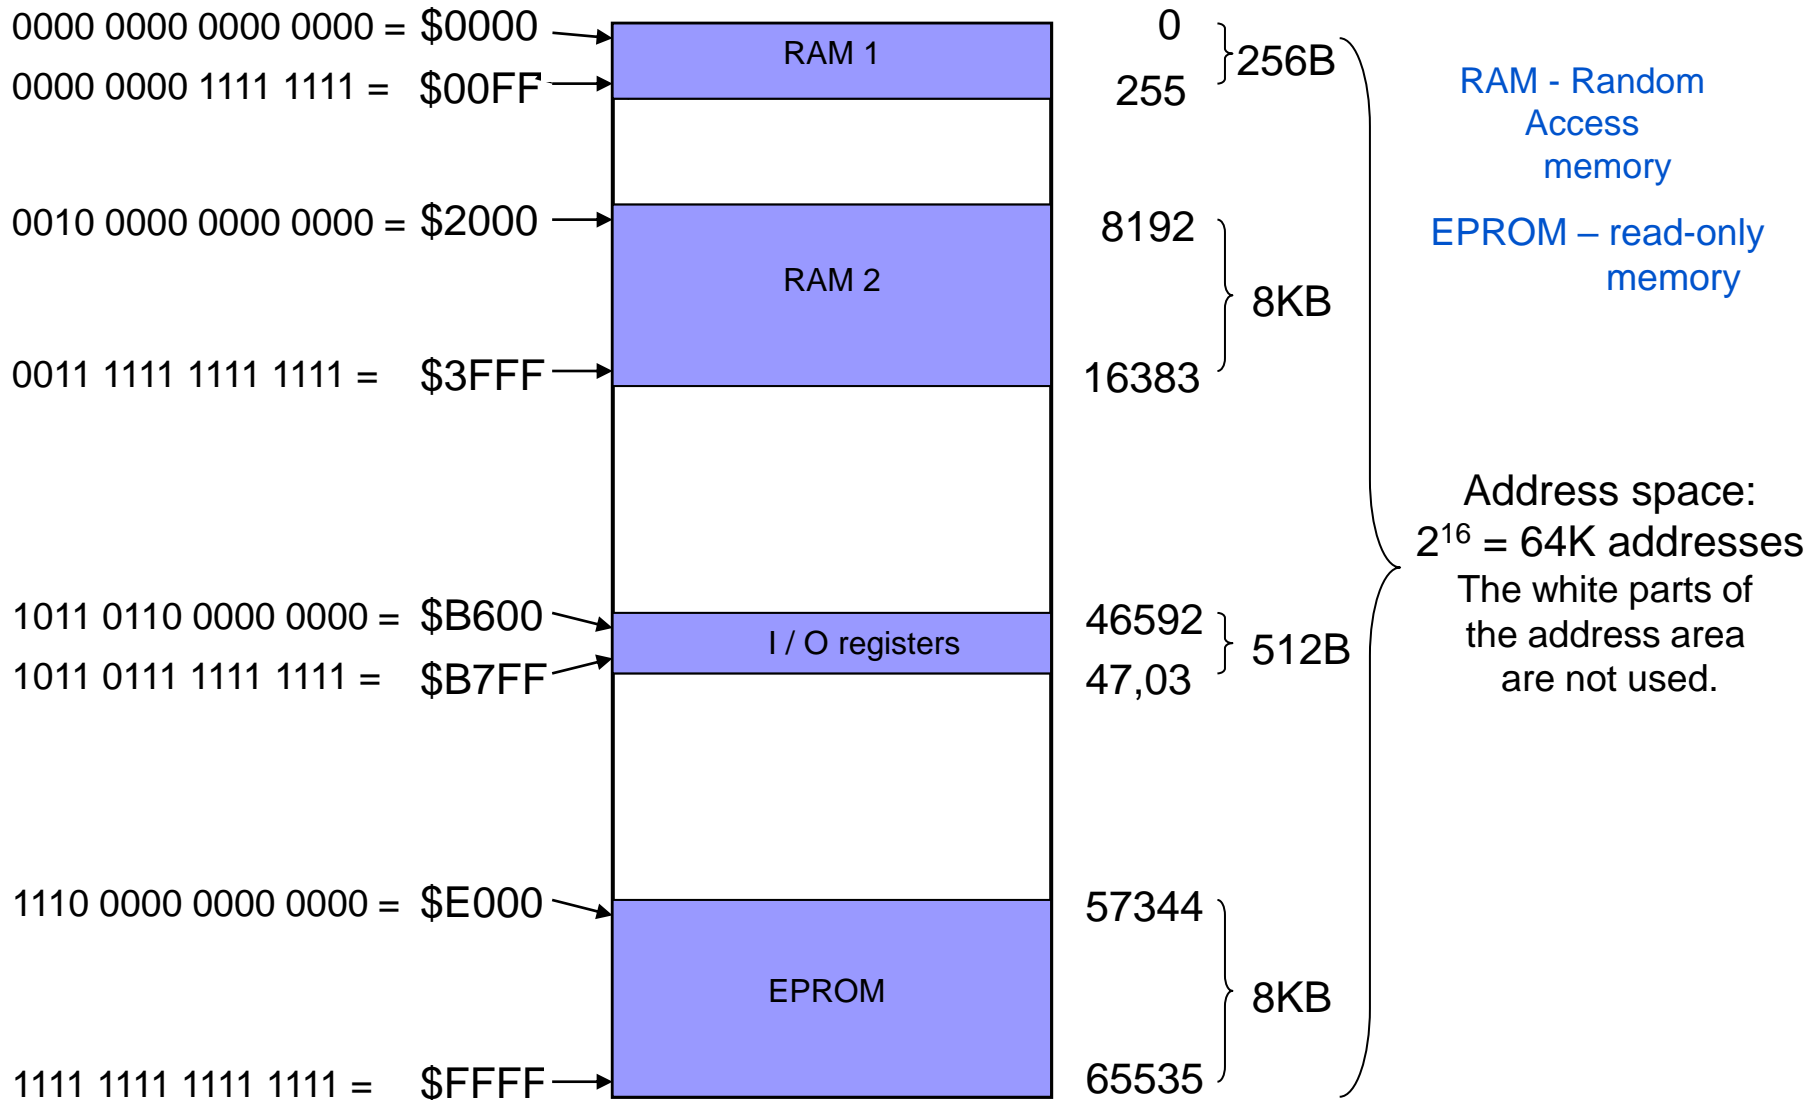 0000 0000 0000 0000 = $0000
RAM 1
0
256B
0000 0000 1111 1111 = $00FF
255
RAM - Random
Access
memory
0010 0000 0000 0000 = $2000
RAM 2
8192
8KB
EPROM – read-only
memory
0011 1111 1111 1111 = $3FFF
16383
Address space:
2¹⁶ = 64K addresses
The white parts of
the address area
are not used.
1011 0110 0000 0000 = $B600
I / O registers
46592
512B
1011 0111 1111 1111 = $B7FF
47,03
1110 0000 0000 0000 = $E000
57344
EPROM
8KB
1111 1111 1111 1111 = $FFFF
65535